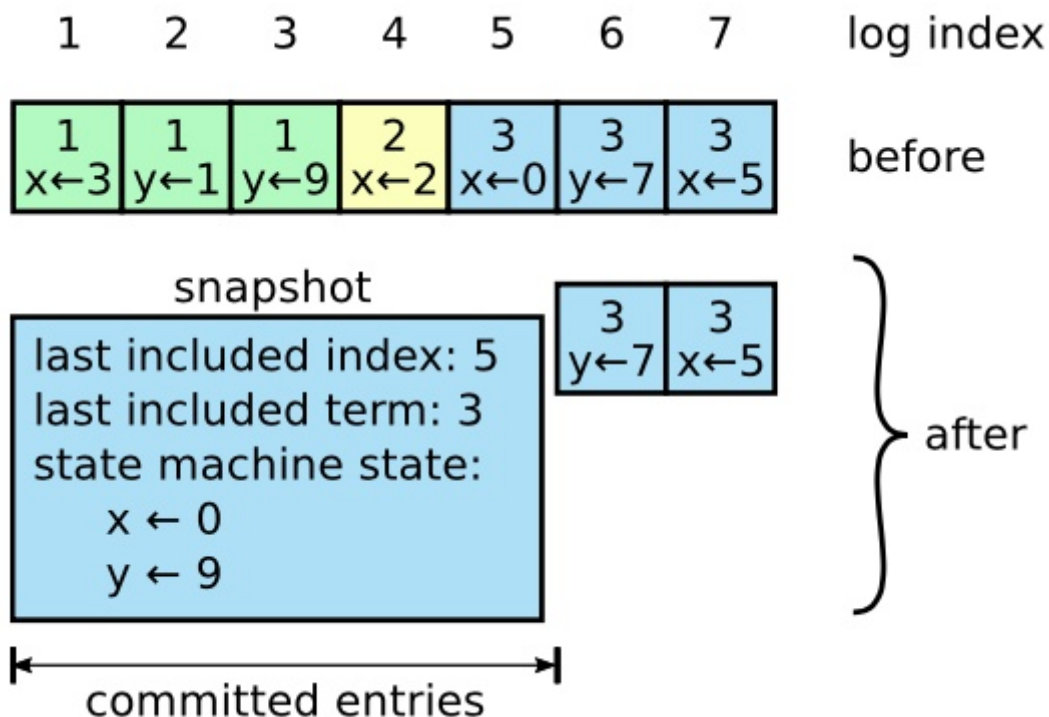 1 2 3 4 5 6 7 log index
1 1 1 2 3 3 3
x←3 y←1 y←9 x←2 x←0 y←7 x←5
before
snapshot
3 3
y←7 x←5
last included index: 5
last included term: 3
state machine state:
x ← 0
y ← 9
after
committed entries